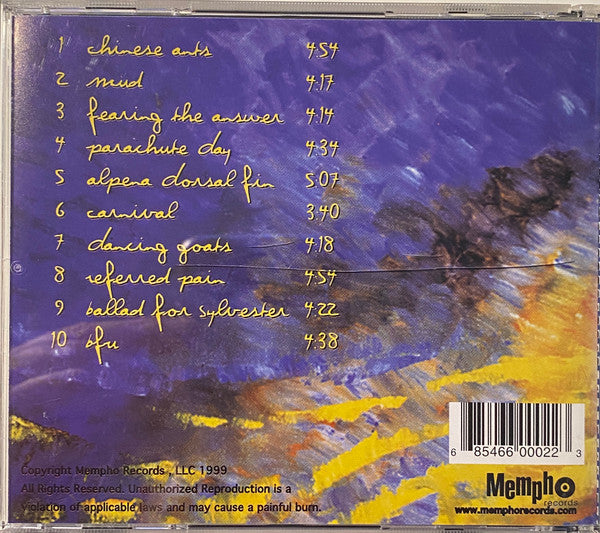 1 chinese ants 4:54
2 mud 4:17
3 fearing the answer 4:14
4 parachute day 4:34
5 alpena dorsal fin 5:07
6 carnival 3:40
7 dancing goats 4:18
8 referred pain 4:54
9 ballad for sylvester 4:22
10 bfu 4:38
6 85466 00022 3
Copyright Mempho Records , LLC 1999
All Rights Reserved. Unauthorized Reproduction is a
violation of applicable laws and may cause a painful burn.
Mempho
records
www.memphorecords.com